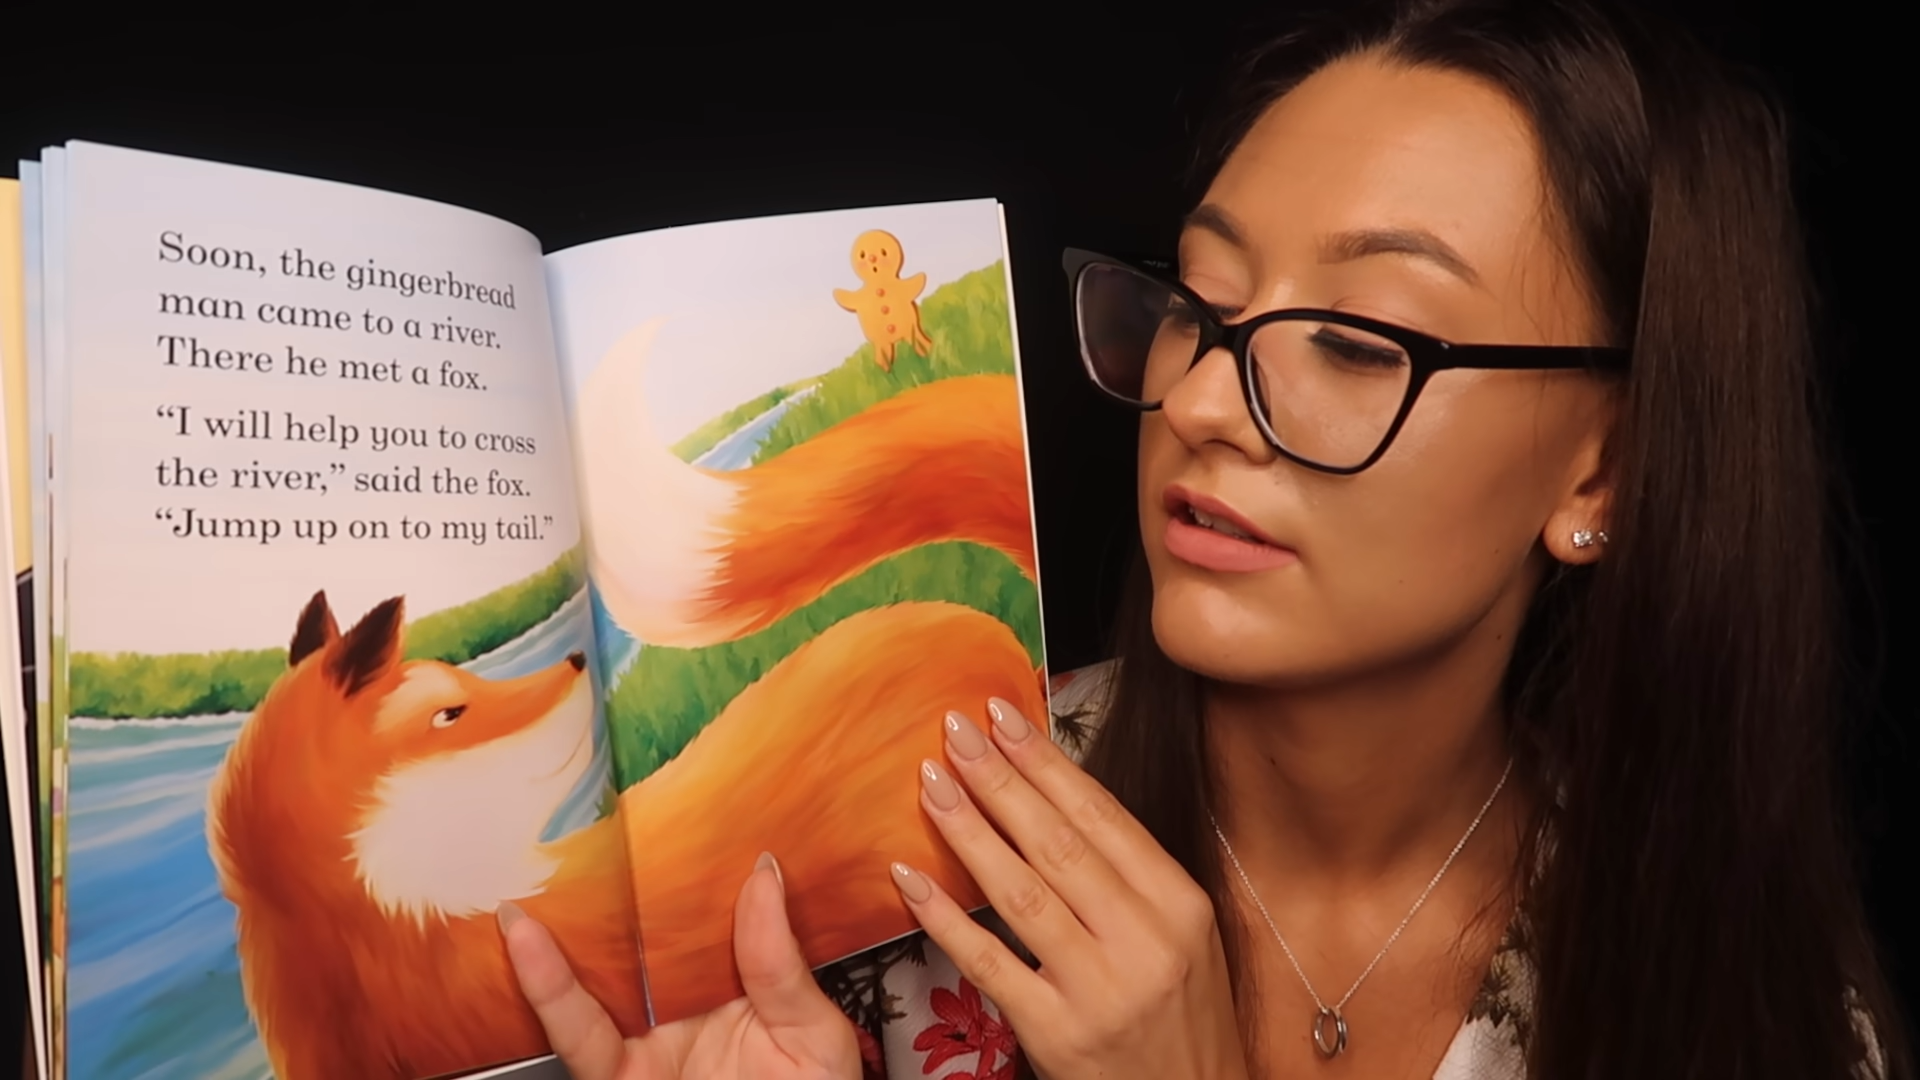 Soon, the gingerbread
man came to a river.
There he met a fox.
“I will help you to cross
the river,” said the fox.
“Jump up on to my tail.”